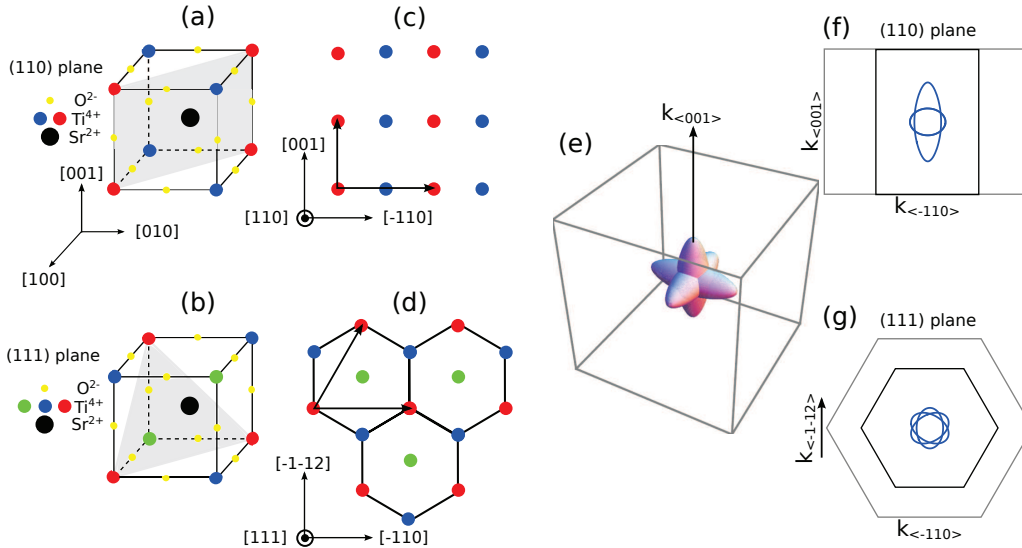 (a)
(110) plane
O²⁻
Ti⁴⁺
Sr²⁺
[001]
[010]
[100]
(b)
(111) plane
O²⁻
Ti⁴⁺
Sr²⁺
(c)
[001]
[110]
[-110]
(d)
[-1-12]
[111]
[-110]
(e)
k<001>
(f)
(110) plane
k<001>
k<-110>
(g)
(111) plane
k<-1-12>
k<-110>